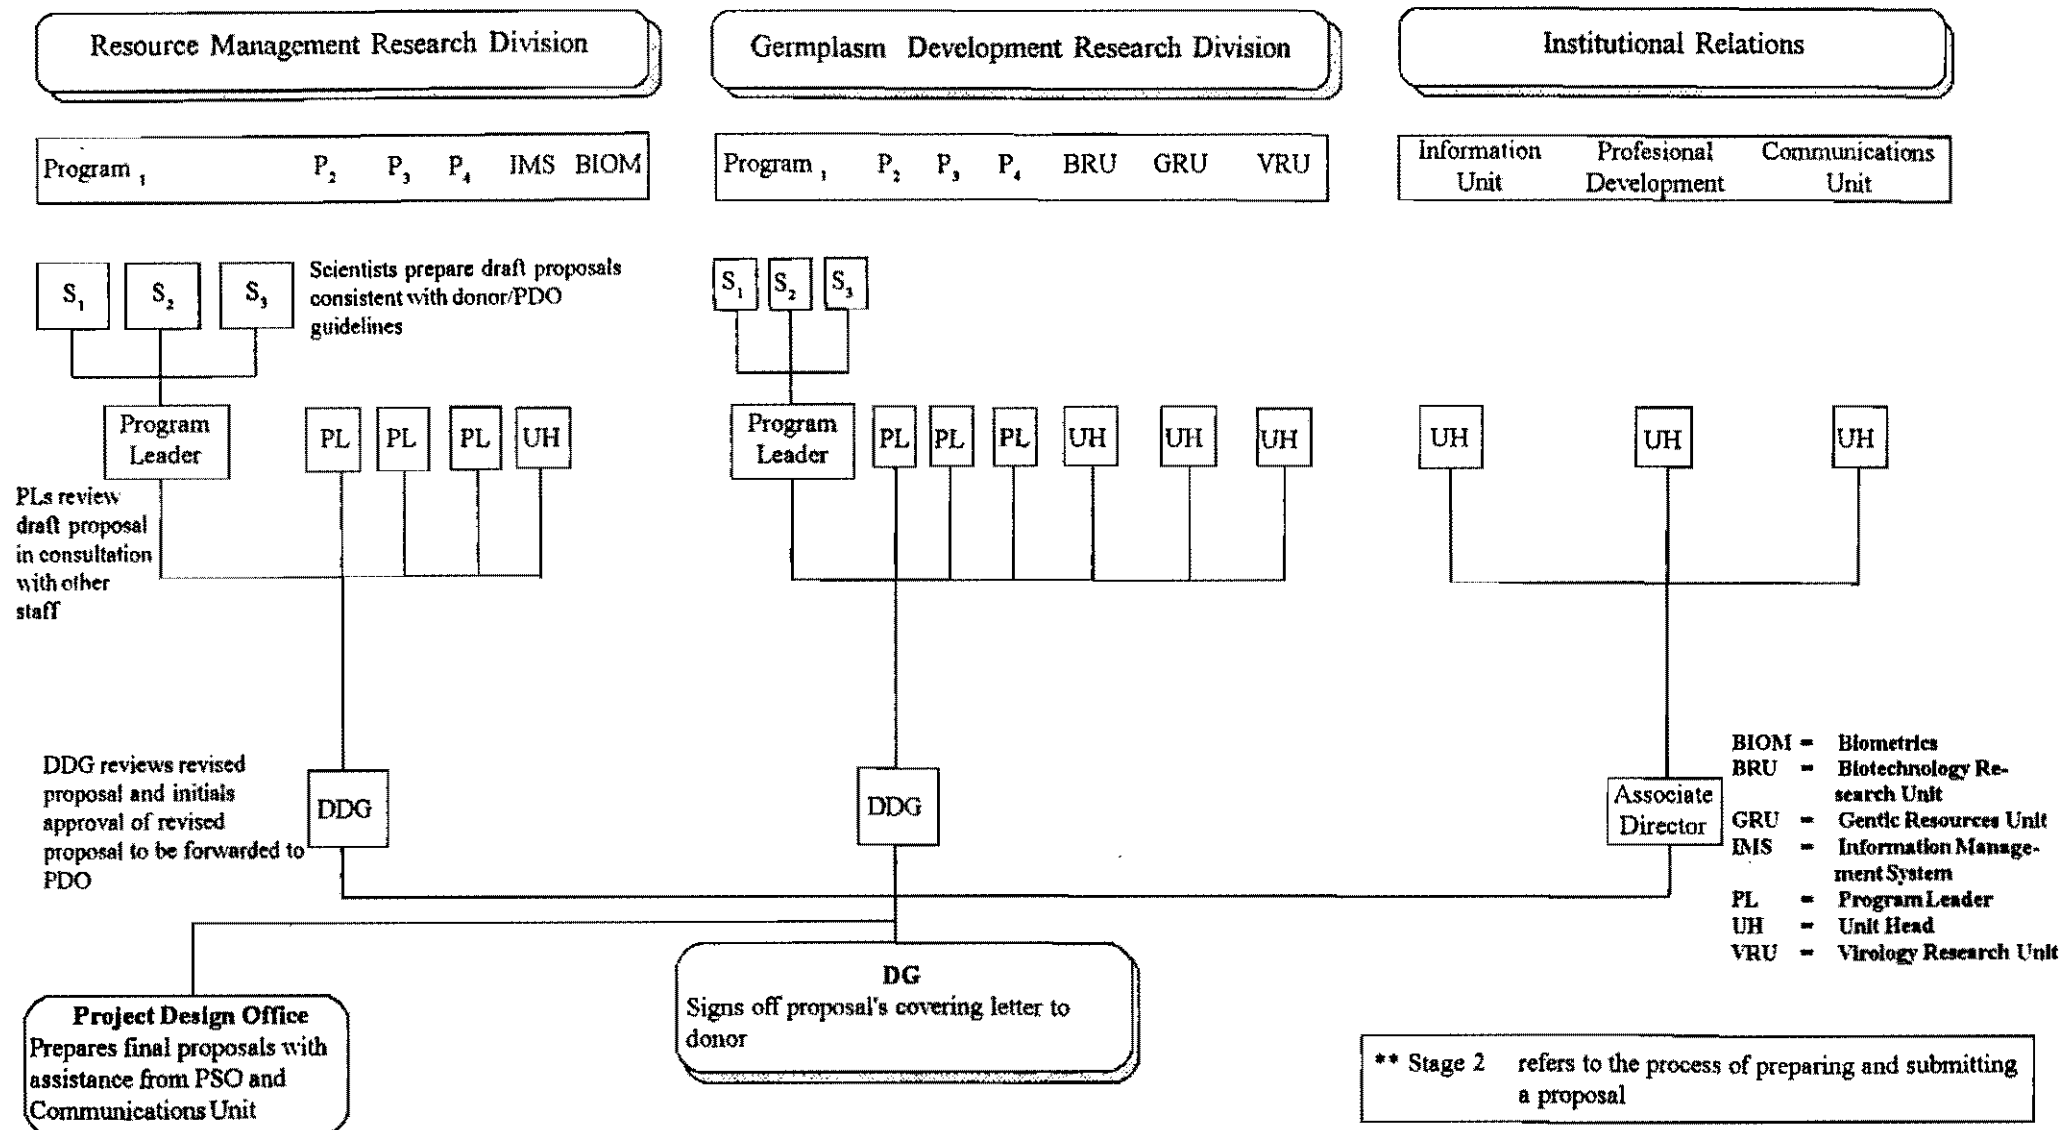 Resource Management Research Division
Germplasm Development Research Division
Institutional Relations
Program 1 P2 P3 P4 IMS BIOM
Program 1 P2 P3 P4 BRU GRU VRU
Information Unit
Profesional Development
Communications Unit
S1 S2 S3
Scientists prepare draft proposals
consistent with donor/PDO
guidelines
S1 S2 S3
Program
Leader
PL PL PL UH
Program
Leader
PL PL PL UH UH UH
UH UH UH
PLs review
draft proposal
in consultation
with other
staff
DDG reviews revised
proposal and initials
approval of revised
proposal to be forwarded to
PDO
DDG
DDG
Associate
Director
BIOM = Biometrics
BRU = Biotechnology Re-
search Unit
GRU = Gentic Resources Unit
IMS = Information Manage-
ment System
PL = Program Leader
UH = Unit Head
VRU = Virology Research Unit
Project Design Office
Prepares final proposals with
assistance from PSO and
Communications Unit
DG
Signs off proposal's covering letter to
donor
** Stage 2 refers to the process of preparing and submitting
a proposal